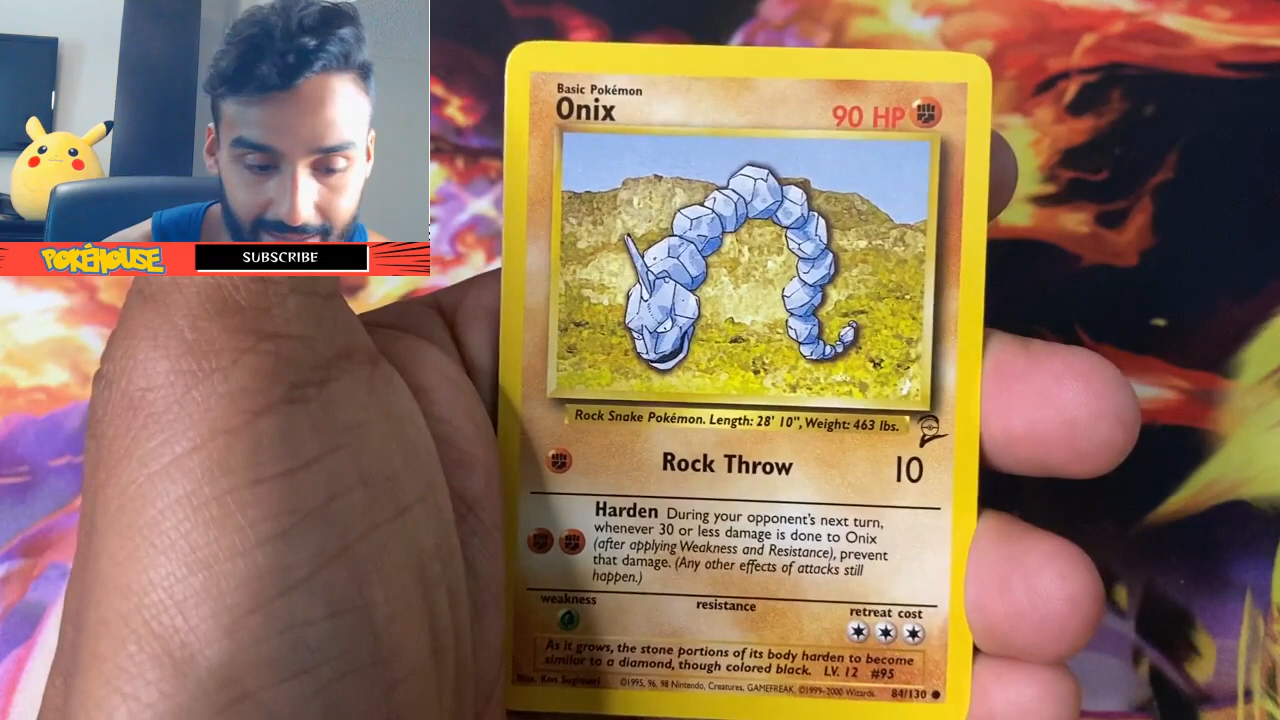 POKÉHOUSE
SUBSCRIBE
Basic Pokémon
Onix
90 HP
Rock Snake Pokémon. Length: 28' 10", Weight: 463 lbs.
Rock Throw 10
Harden During your opponent's next turn,
whenever 30 or less damage is done to Onix
(after applying Weakness and Resistance), prevent
that damage. (Any other effects of attacks still
happen.)
weakness resistance retreat cost
As it grows, the stone portions of its body harden to become
similar to a diamond, though colored black. LV. 12 #95
Illus. Ken Sugimori ©1995, 96, 98 Nintendo, Creatures, GAMEFREAK. ©1999-2000 Wizards. 84/130